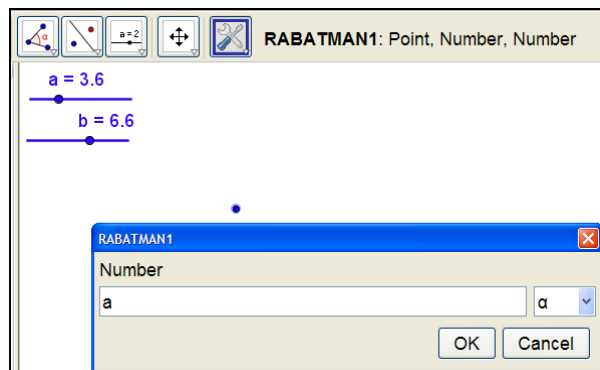 α
a=2
RABATMAN1: Point, Number, Number
a = 3.6
b = 6.6
RABATMAN1
Number
a
α
OK
Cancel